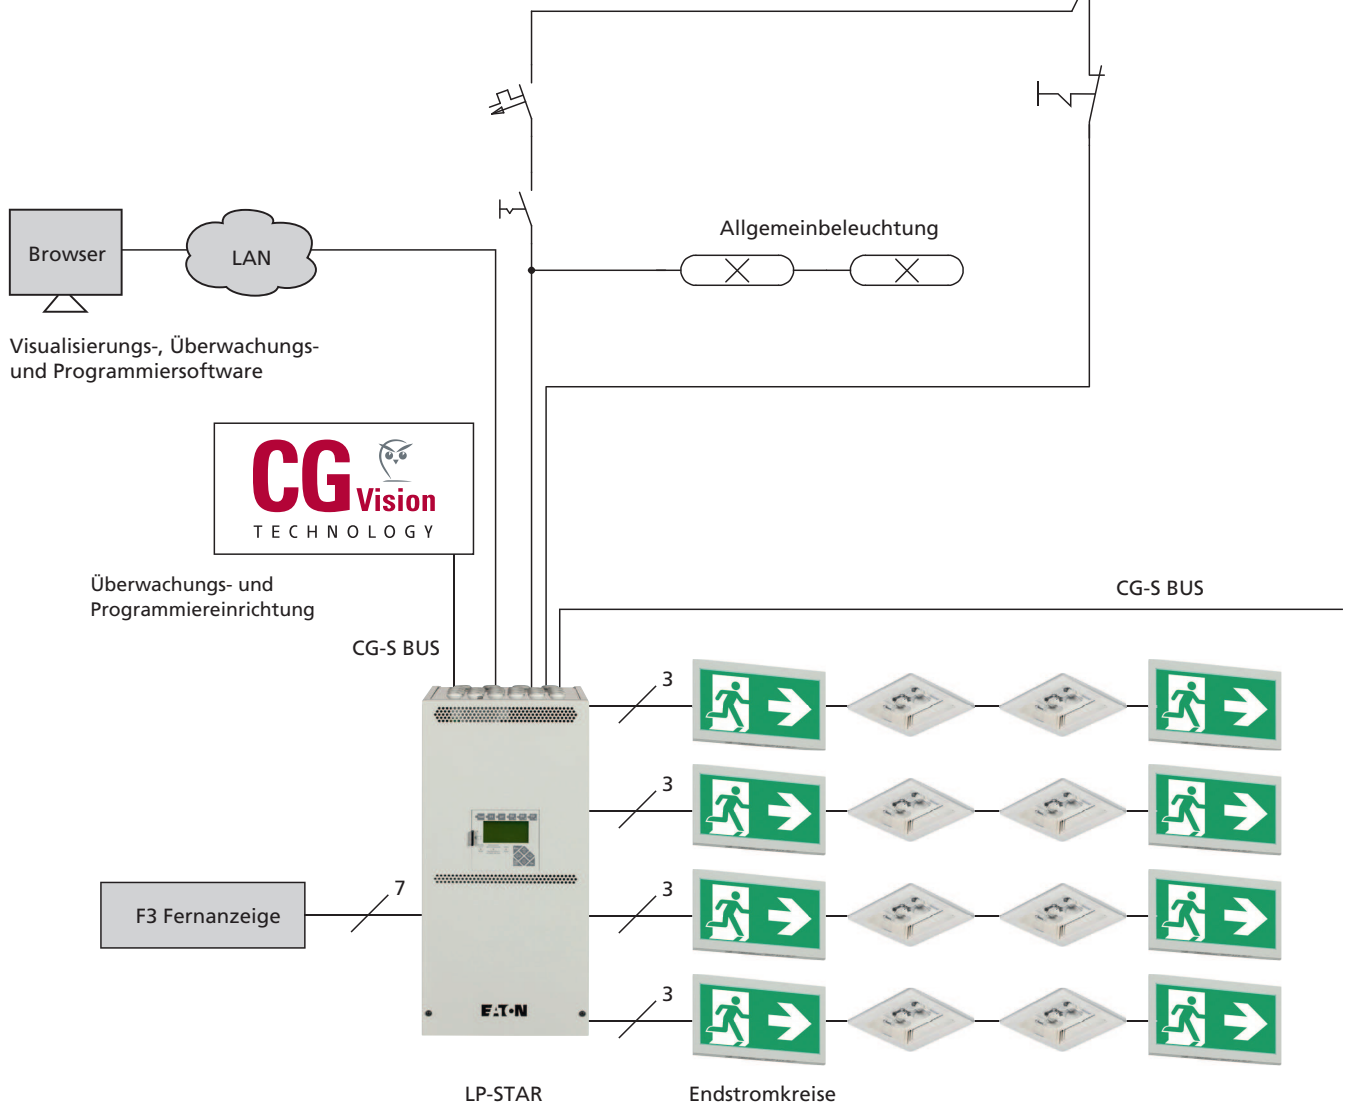 Allgemeinbeleuchtung
Browser
LAN
Visualisierungs-, Überwachungs-
und Programmiersoftware
CG Vision
TECHNOLOGY
Überwachungs- und
Programmiereinrichtung
CG-S BUS
CG-S BUS
3
3
7
3
F3 Fernanzeige
3
EATON
LP-STAR
Endstromkreise